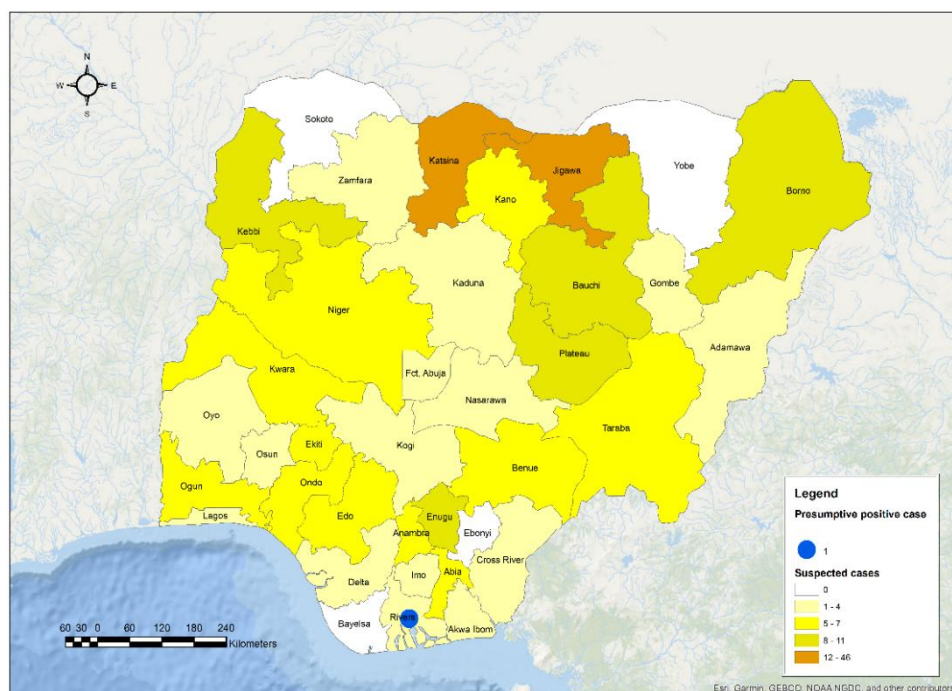 N
W E
S
Sokoto
Katsina
Jigawa
Yobe
Borno
Zamfara
Kano
Kebbi
Kaduna
Bauchi
Gombe
Niger
Plateau
Adamawa
Fct, Abuja
Kwara
Nasarawa
Oyo
Taraba
Kogi
Ekiti
Osun
Benue
Ogun
Ondo
Edo
Enugu
Lagos
Anambra
Ebonyi
Cross River
Delta
Imo
Abia
Rivers
Bayelsa
Akwa Ibom
60 30 0 60 120 180 240
Kilometers
Legend
Presumptive positive case
1
Suspected cases
0
1 - 4
5 - 7
8 - 11
12 - 46
Esri, Garmin, GEBCO, NOAA NGDC, and other contributors